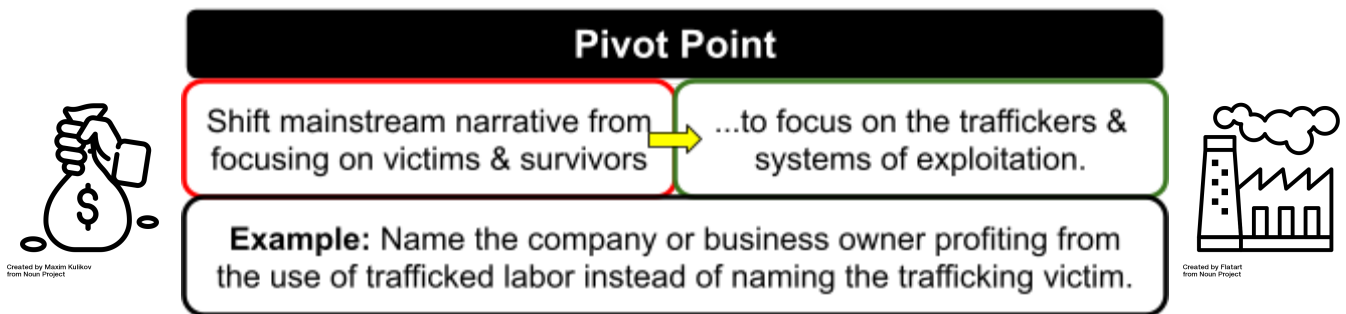 Pivot Point
Shift mainstream narrative from
focusing on victims & survivors
...to focus on the traffickers &
systems of exploitation.
Example: Name the company or business owner profiting from
the use of trafficked labor instead of naming the trafficking victim.
$
Created by Maxim Kulikov
from Noun Project
Created by Flatart
from Noun Project